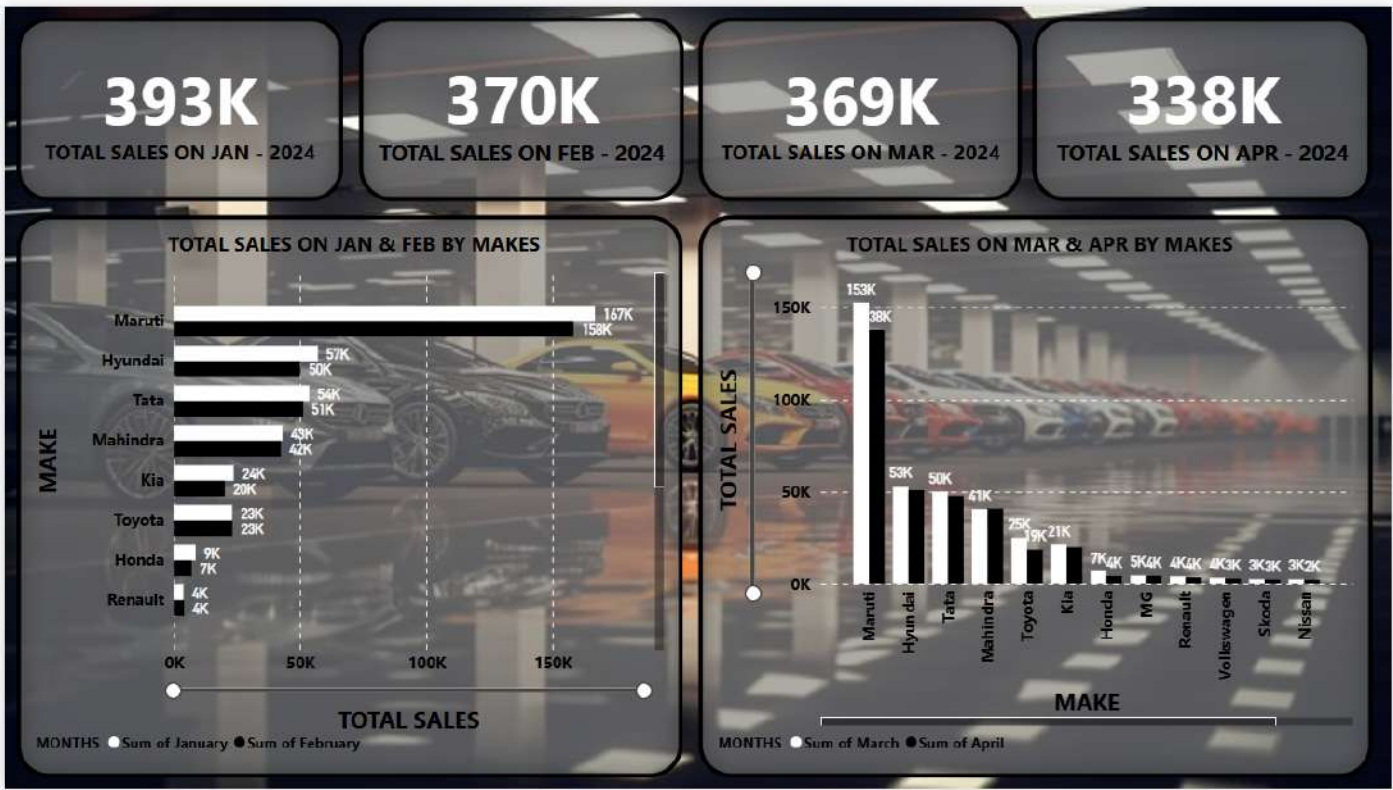 393K
TOTAL SALES ON JAN - 2024
370K
TOTAL SALES ON FEB - 2024
369K
TOTAL SALES ON MAR - 2024
338K
TOTAL SALES ON APR - 2024
TOTAL SALES ON JAN & FEB BY MAKES
MAKE
Maruti 167K
158K
Hyundai 57K
50K
Tata 54K
51K
Mahindra 43K
42K
Kia 24K
20K
Toyota 23K
23K
Honda 9K
7K
Renault 4K
4K
0K 50K 100K 150K
TOTAL SALES
MONTHS Sum of January Sum of February
TOTAL SALES ON MAR & APR BY MAKES
TOTAL SALES
150K
100K
50K
0K
153K 38K
53K
50K
41K
25K 19K
21K
7K 4K
5K 4K
4K 4K
4K 3K
3K 3K
3K 2K
Maruti
Hyundai
Tata
Mahindra
Toyota
Kia
Honda
MG
Renault
Volkswagen
Skoda
Nissan
MAKE
MONTHS Sum of March Sum of April